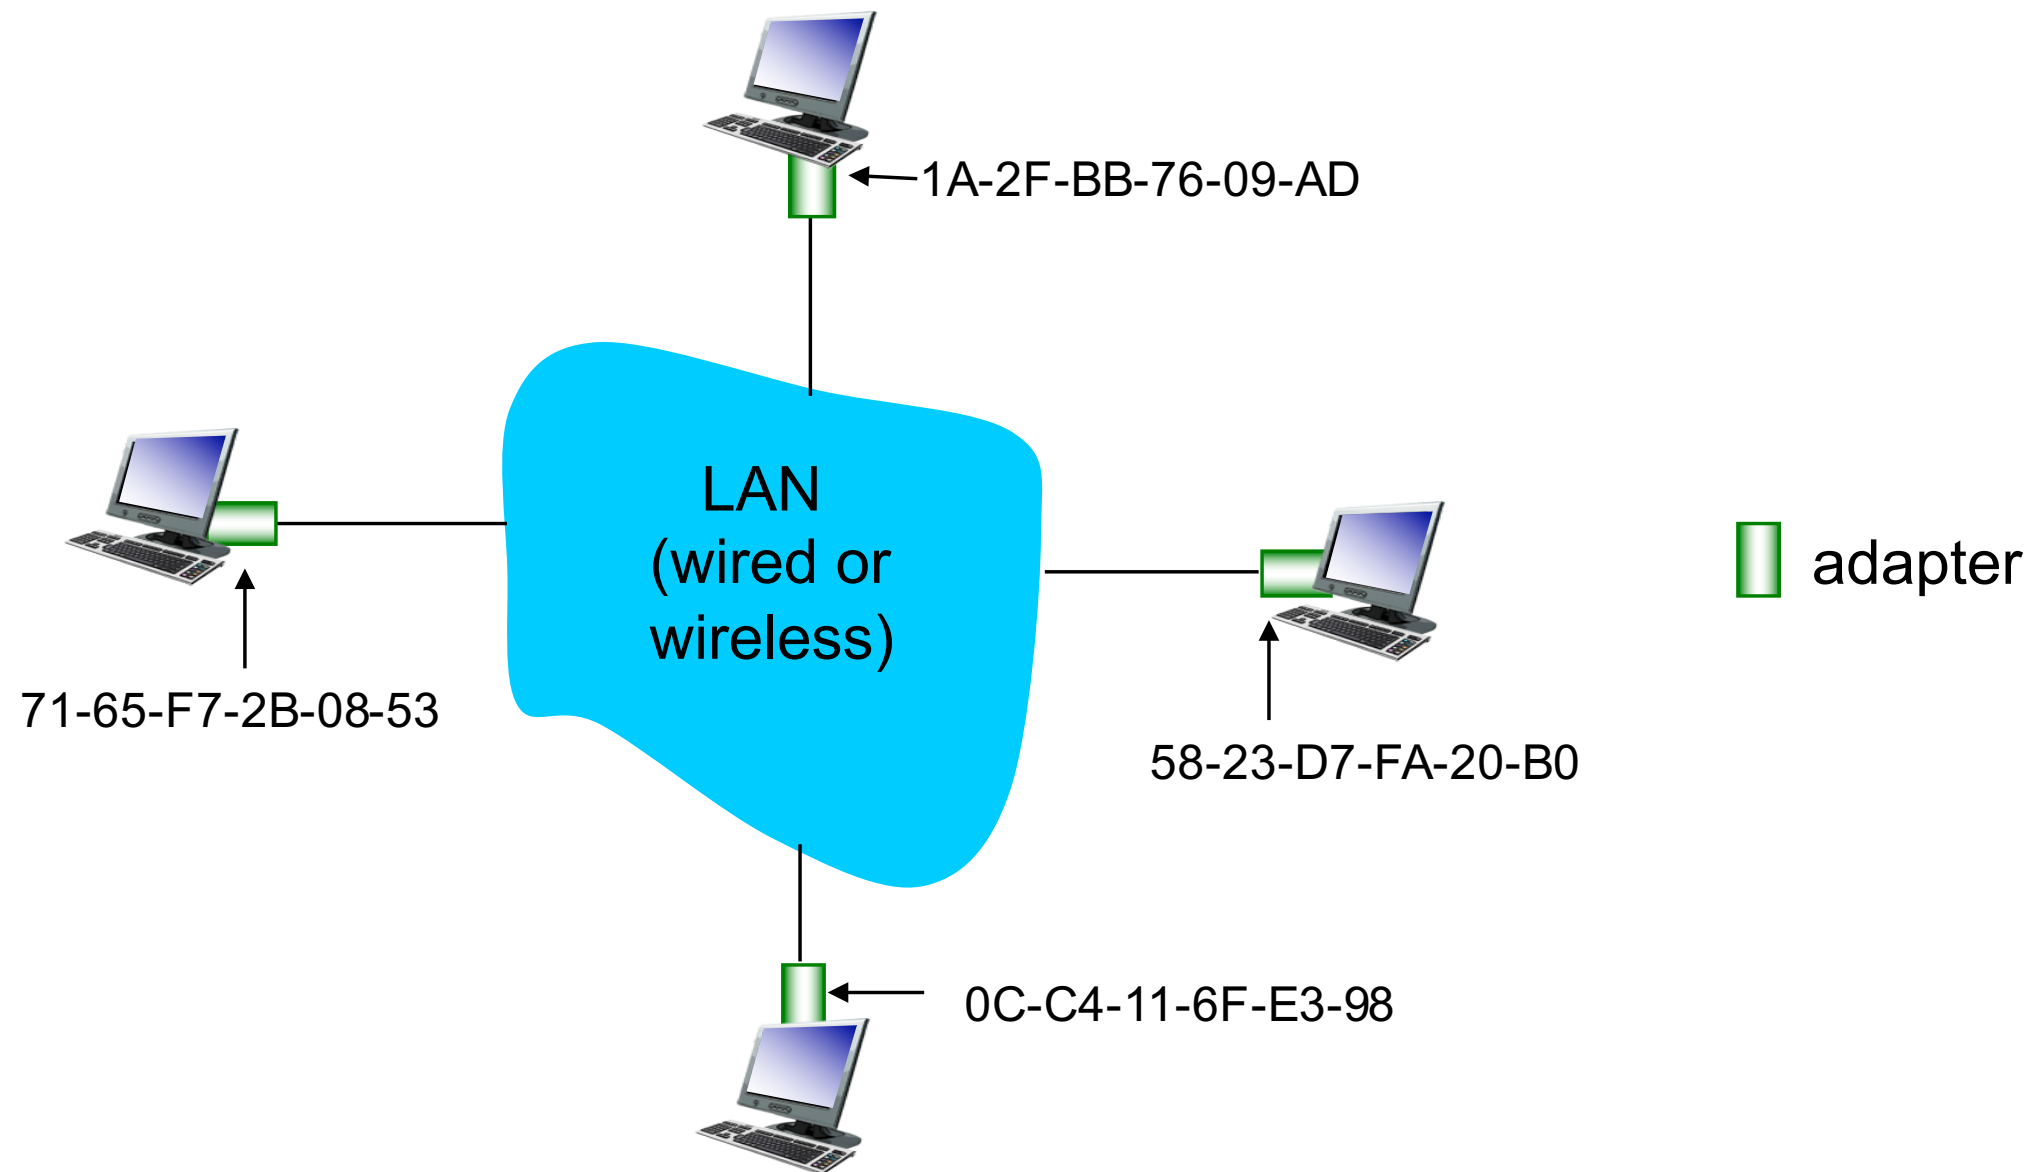 1A-2F-BB-76-09-AD
LAN
(wired or
wireless)
adapter
71-65-F7-2B-08-53
58-23-D7-FA-20-B0
0C-C4-11-6F-E3-98